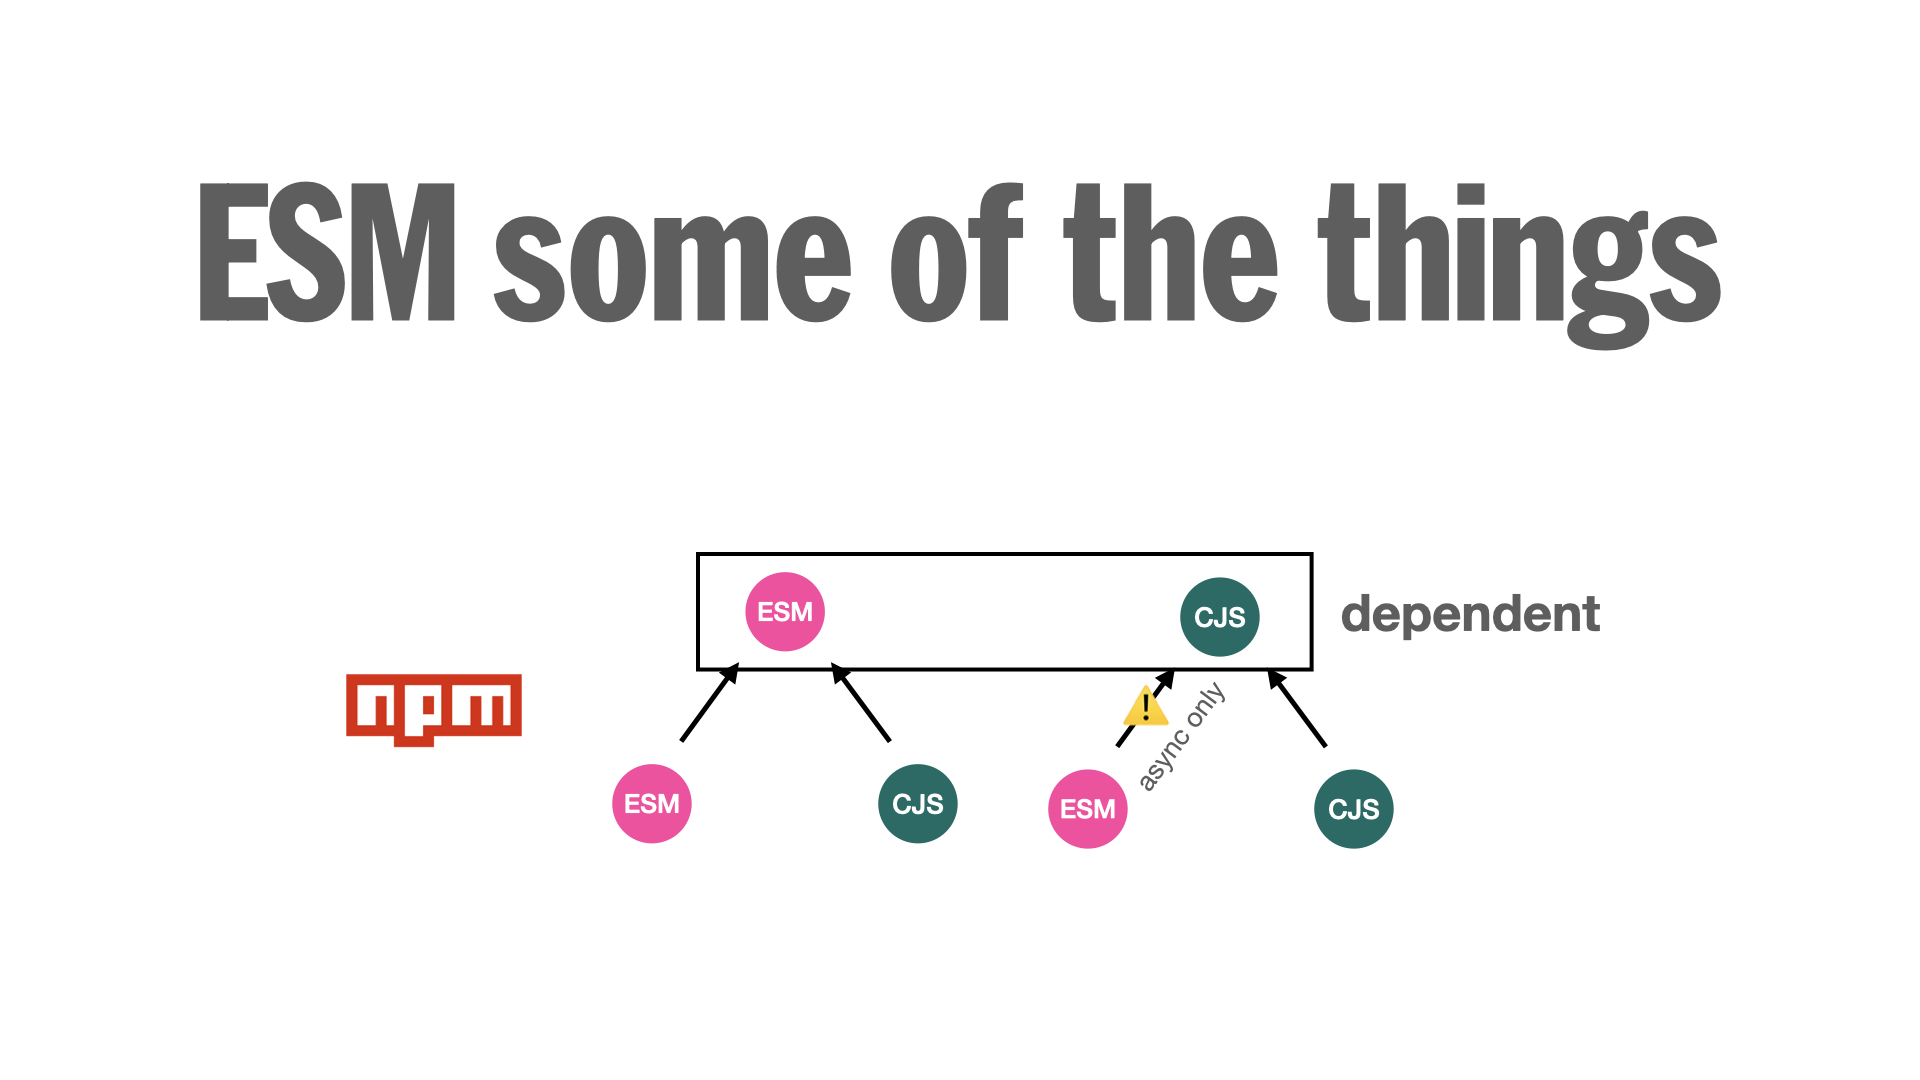 ESM some of the things
ESM
CJS
dependent
npm
async only
ESM
CJS
ESM
CJS